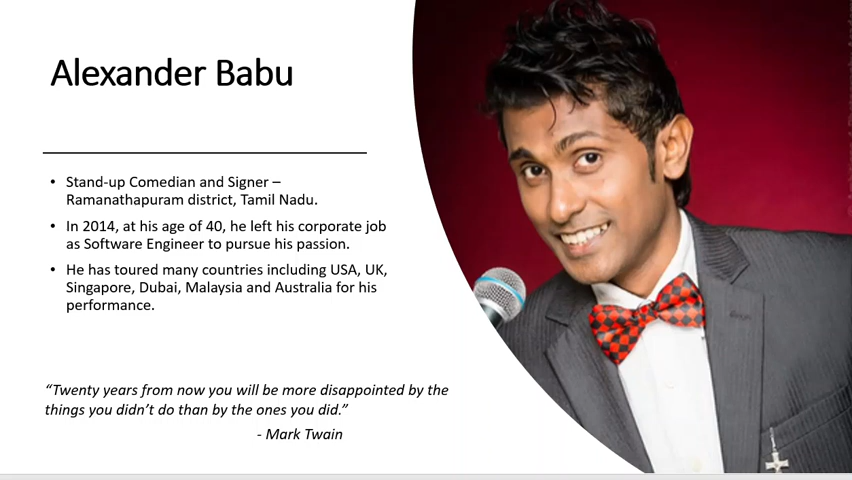 Alexander Babu
• Stand-up Comedian and Signer –
Ramanathapuram district, Tamil Nadu.
• In 2014, at his age of 40, he left his corporate job
as Software Engineer to pursue his passion.
• He has toured many countries including USA, UK,
Singapore, Dubai, Malaysia and Australia for his
performance.
“Twenty years from now you will be more disappointed by the
things you didn’t do than by the ones you did.”
- Mark Twain